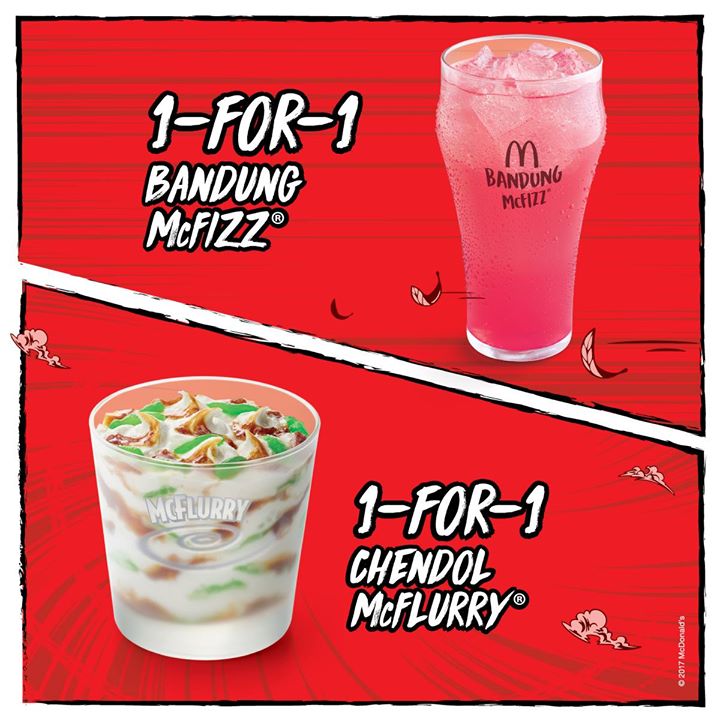 1-FOR-1
BANDUNG
McFIZZ®
BANDUNG
McFIZZ®
McFLURRY
1-FOR-1
CHENDOL
McFLURRY®
© 2017 McDonald's